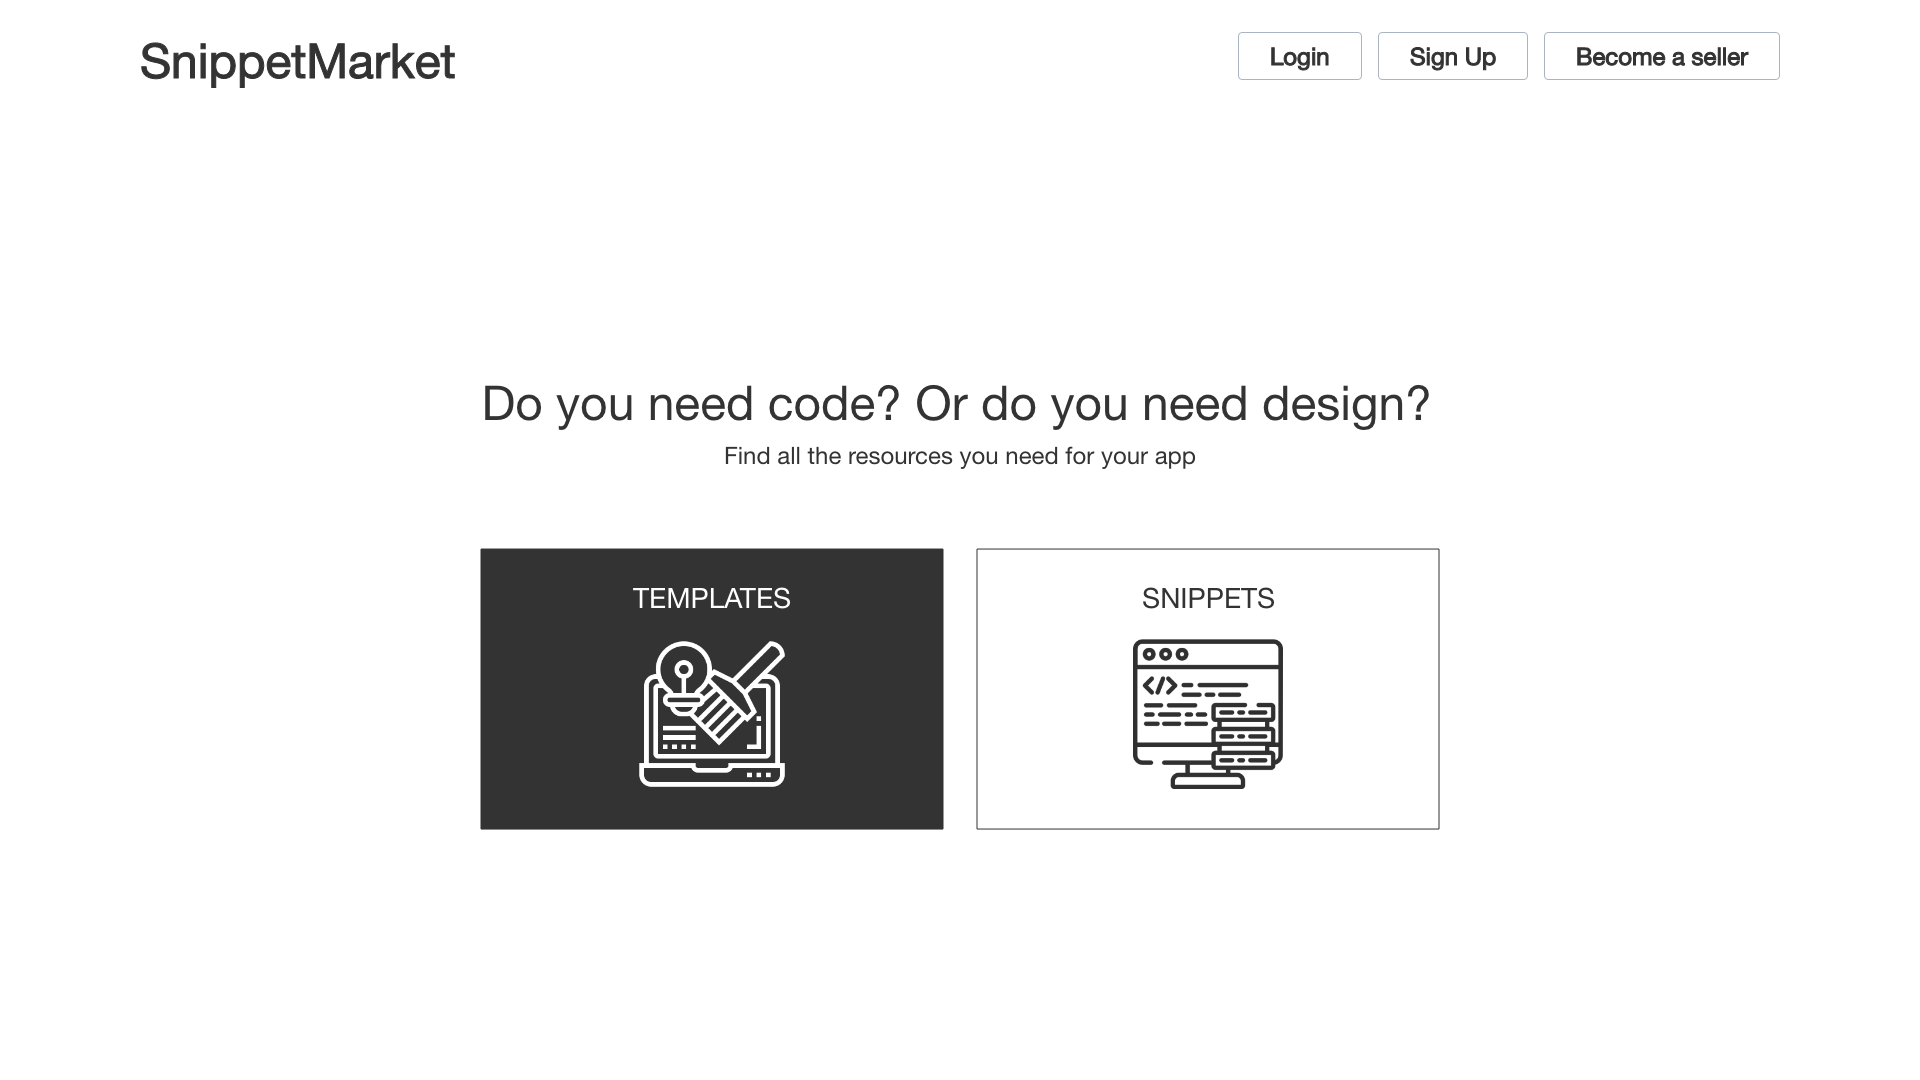 SnippetMarket
Login
Sign Up
Become a seller
Do you need code? Or do you need design?
Find all the resources you need for your app
TEMPLATES
SNIPPETS
</>